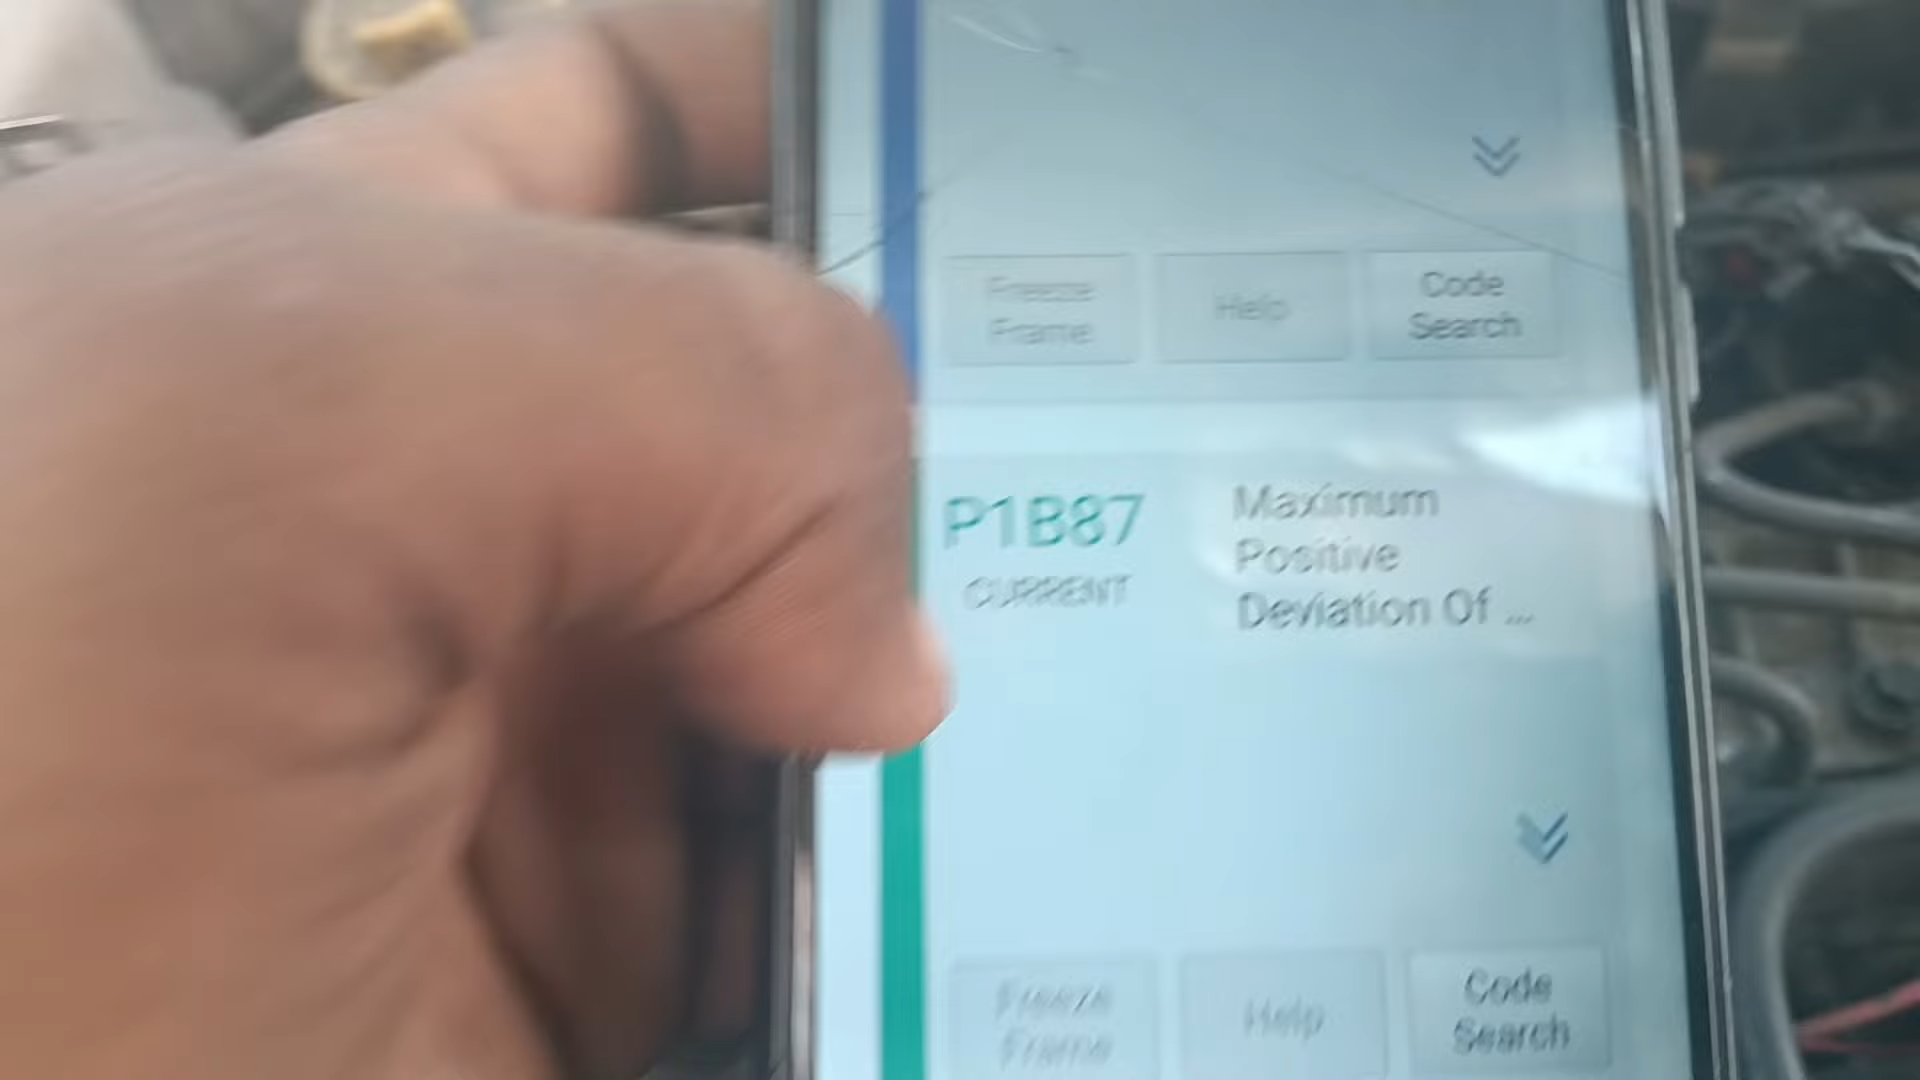 Freeze
Frame
Help
Code
Search
P1B87
CURRENT
Maximum
Positive
Deviation Of ...
Freeze
Frame
Help
Code
Search